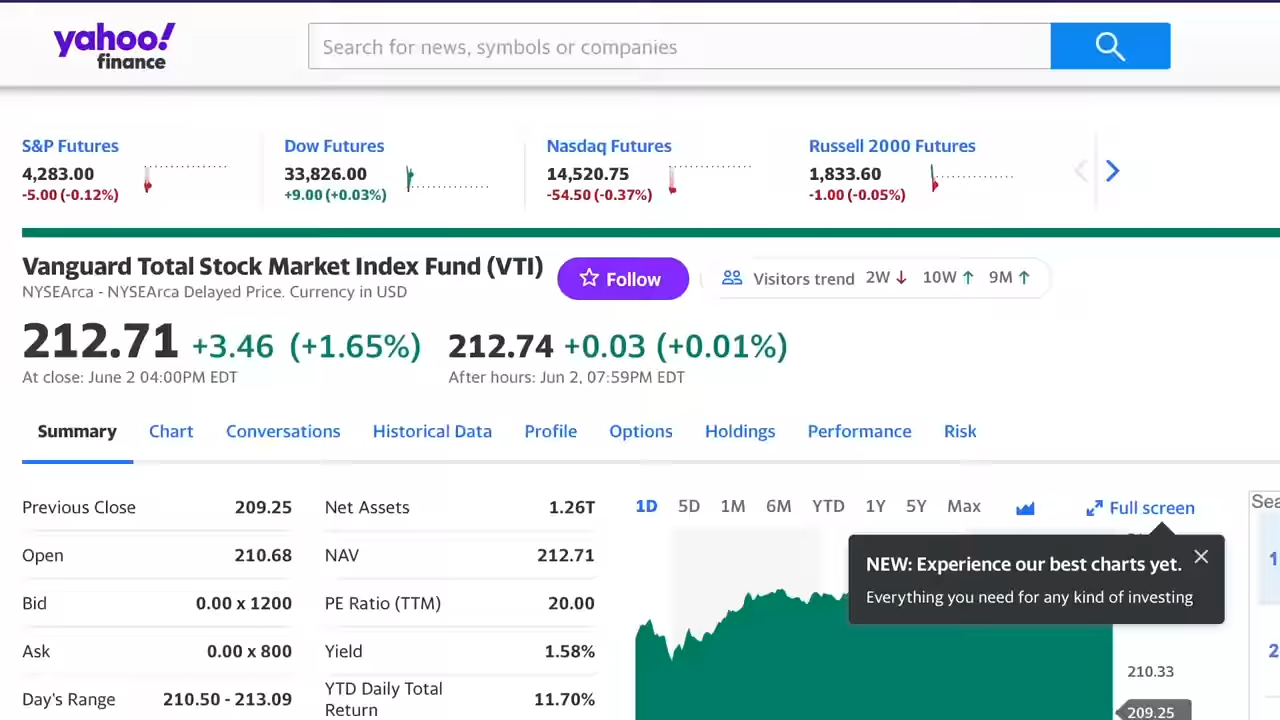 yahoo!
finance
Search for news, symbols or companies
S&P Futures
4,283.00
-5.00 (-0.12%)
Dow Futures
33,826.00
+9.00 (+0.03%)
Nasdaq Futures
14,520.75
-54.50 (-0.37%)
Russell 2000 Futures
1,833.60
-1.00 (-0.05%)
Vanguard Total Stock Market Index Fund (VTI)
NYSEArca - NYSEArca Delayed Price. Currency in USD
Follow
Visitors trend 2W ↓ 10W ↑ 9M ↑
212.71 +3.46 (+1.65%)
At close: June 2 04:00PM EDT
212.74 +0.03 (+0.01%)
After hours: Jun 2, 07:59PM EDT
Summary Chart Conversations Historical Data Profile Options Holdings Performance Risk
Previous Close 209.25
Open 210.68
Bid 0.00 x 1200
Ask 0.00 x 800
Day's Range 210.50 - 213.09
Net Assets 1.26T
NAV 212.71
PE Ratio (TTM) 20.00
Yield 1.58%
YTD Daily Total
Return 11.70%
1D 5D 1M 6M YTD 1Y 5Y Max
Full screen
NEW: Experience our best charts yet.
Everything you need for any kind of investing
210.33
209.25